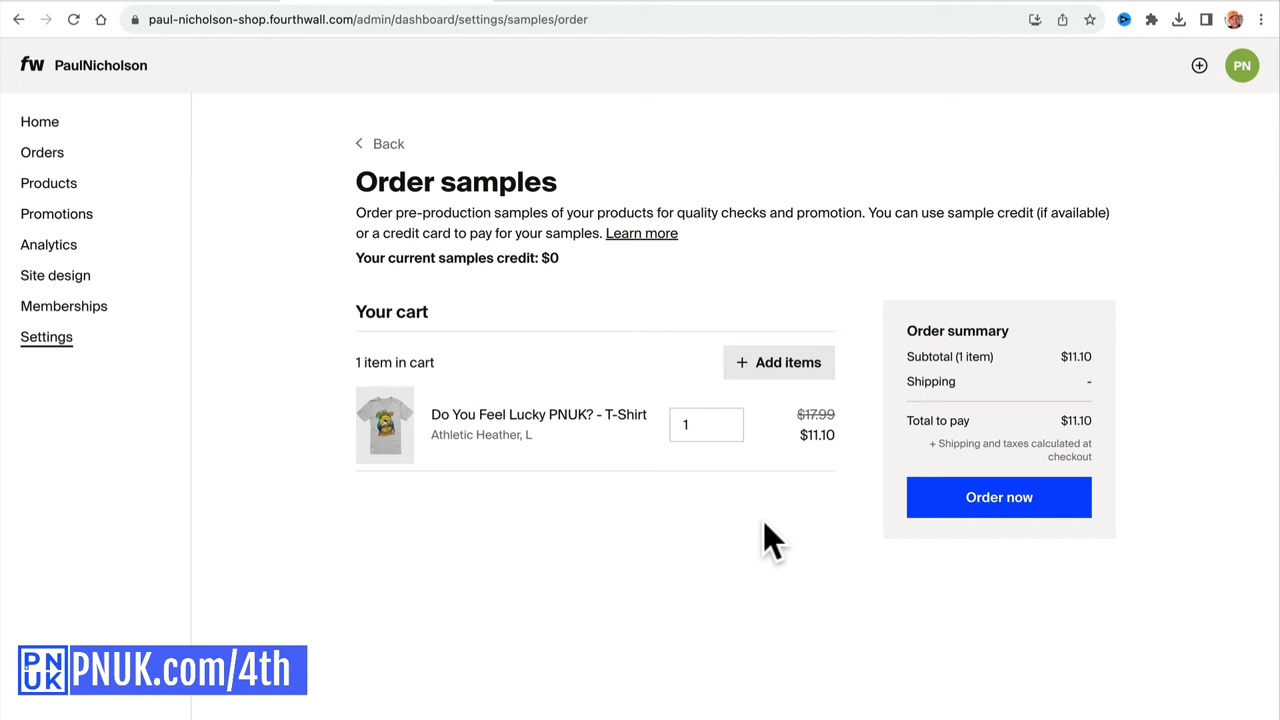 paul-nicholson-shop.fourthwall.com/admin/dashboard/settings/samples/order
fw PaulNicholson
PN
Home
Orders
Products
Promotions
Analytics
Site design
Memberships
Settings
Back
Order samples
Order pre-production samples of your products for quality checks and promotion. You can use sample credit (if available)
or a credit card to pay for your samples. Learn more
Your current samples credit: $0
Your cart
1 item in cart
+ Add items
Do You Feel Lucky PNUK? - T-Shirt
Athletic Heather, L
1
$17.99
$11.10
Order summary
Subtotal (1 item) $11.10
Shipping -
Total to pay $11.10
+ Shipping and taxes calculated at
checkout
Order now
PN
UK
PNUK.com/4th